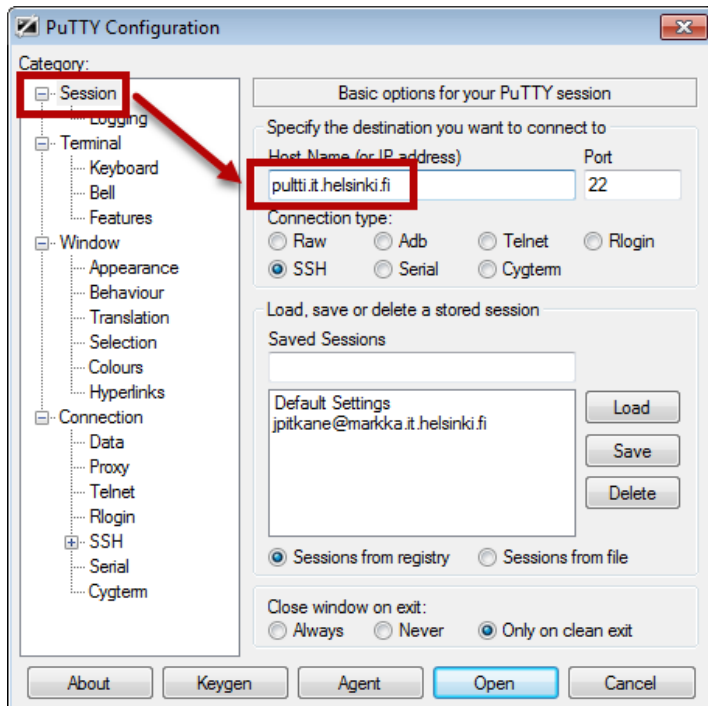 PuTTY Configuration
Category:
Session
Logging
Terminal
Keyboard
Bell
Features
Window
Appearance
Behaviour
Translation
Selection
Colours
Hyperlinks
Connection
Data
Proxy
Telnet
Rlogin
SSH
Serial
Cygterm
Basic options for your PuTTY session
Specify the destination you want to connect to
Host Name (or IP address) Port
pultti.it.helsinki.fi 22
Connection type:
Raw Adb Telnet Rlogin
SSH Serial Cygterm
Load, save or delete a stored session
Saved Sessions
Default Settings
jpitkane@markka.it.helsinki.fi
Load
Save
Delete
Sessions from registry Sessions from file
Close window on exit:
Always Never Only on clean exit
About Keygen Agent Open Cancel